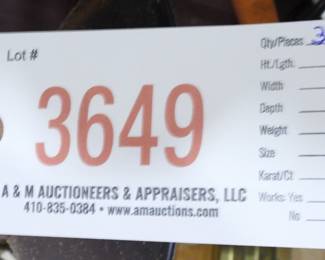 Lot #
3649
A & M AUCTIONEERS & APPRAISERS, LLC
410-835-0384 • www.amauctions.com
Qty/Pieces 3
Ht./Lgth.
Width
Depth
Weight
Size
Karat/Ct
Works: Yes
No